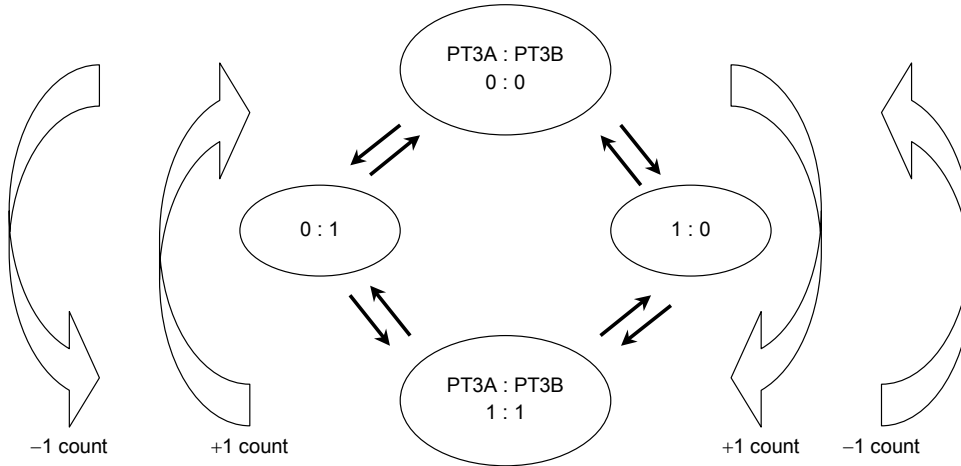 PT3A : PT3B
0 : 0
0 : 1
1 : 0
PT3A : PT3B
1 : 1
−1 count
+1 count
+1 count
−1 count